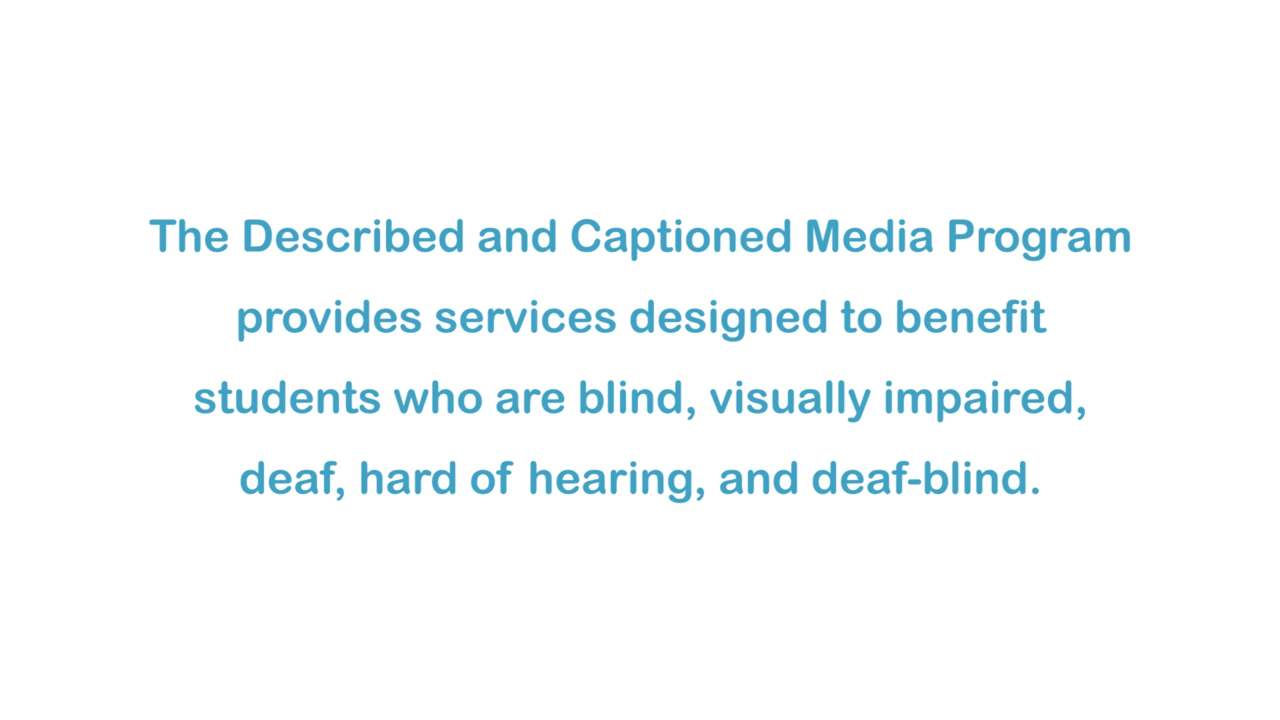 The Described and Captioned Media Program
provides services designed to benefit
students who are blind, visually impaired,
deaf, hard of hearing, and deaf-blind.